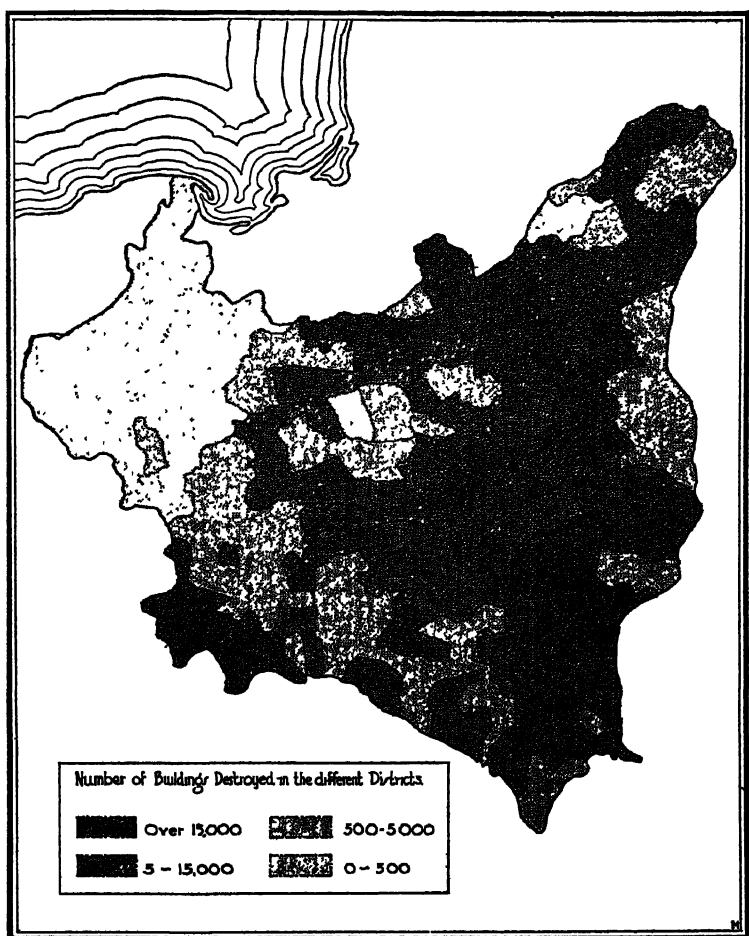 Number of Buildings Destroyed in the different Districts.
Over 15,000
500-5000
5 - 15,000
0 - 500